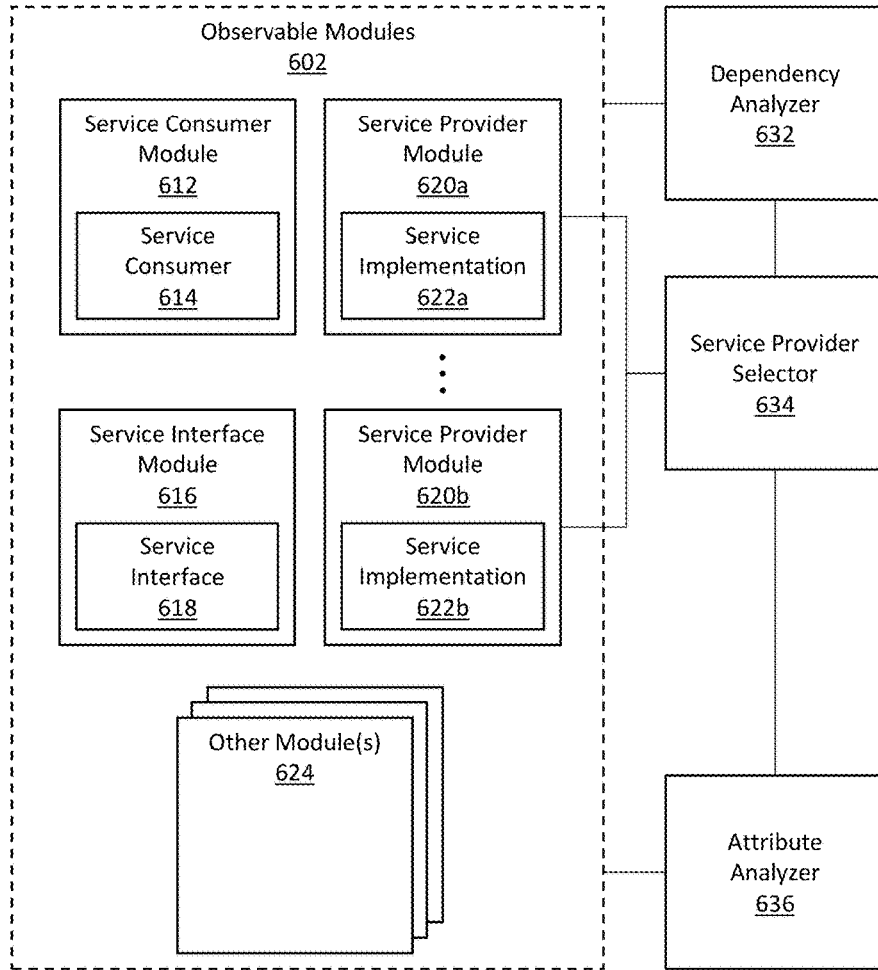 Observable Modules
602
Service Consumer
Module
612
Service
Consumer
614
Service Provider
Module
620a
Service
Implementation
622a
Service Interface
Module
616
Service
Interface
618
Service Provider
Module
620b
Service
Implementation
622b
Other Module(s)
624
Dependency
Analyzer
632
Service Provider
Selector
634
Attribute
Analyzer
636